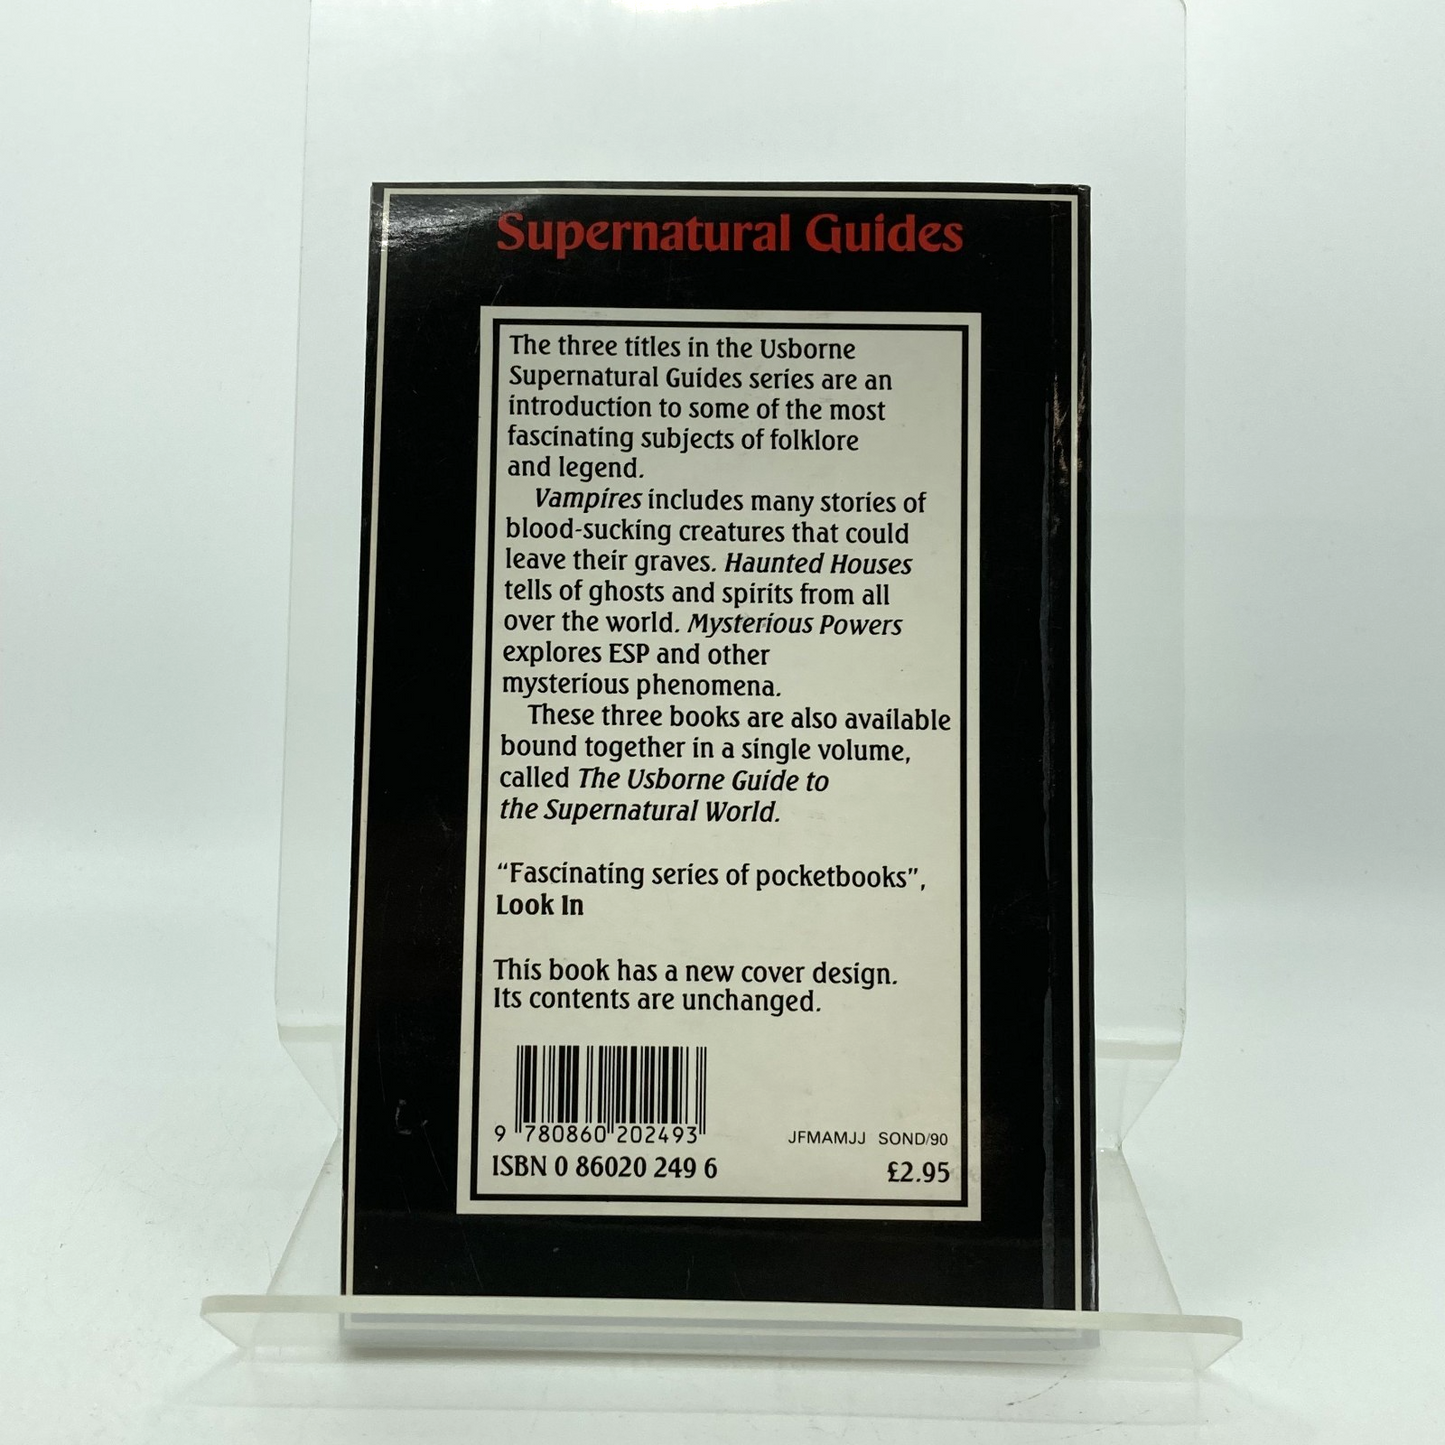 Supernatural Guides
The three titles in the Usborne
Supernatural Guides series are an
introduction to some of the most
fascinating subjects of folklore
and legend.
Vampires includes many stories of
blood-sucking creatures that could
leave their graves. Haunted Houses
tells of ghosts and spirits from all
over the world. Mysterious Powers
explores ESP and other
mysterious phenomena.
These three books are also available
bound together in a single volume,
called The Usborne Guide to
the Supernatural World.
“Fascinating series of pocketbooks”,
Look In
This book has a new cover design.
Its contents are unchanged.
9 780860 202493
JFMAMJJ SOND/90
ISBN 0 86020 249 6
£2.95